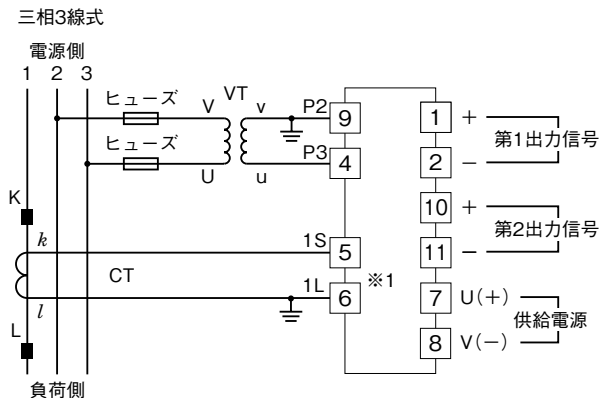 三相3線式
電源側
1 2 3
ヒューズ V VT v P2 9 1 +
第1出力信号
ヒューズ U u P3 4 2 −
10 +
第2出力信号
K
k 1S 5 11 −
CT ※1
l 1L 6 7 U(+)
供給電源
L 8 V(−)
負荷側